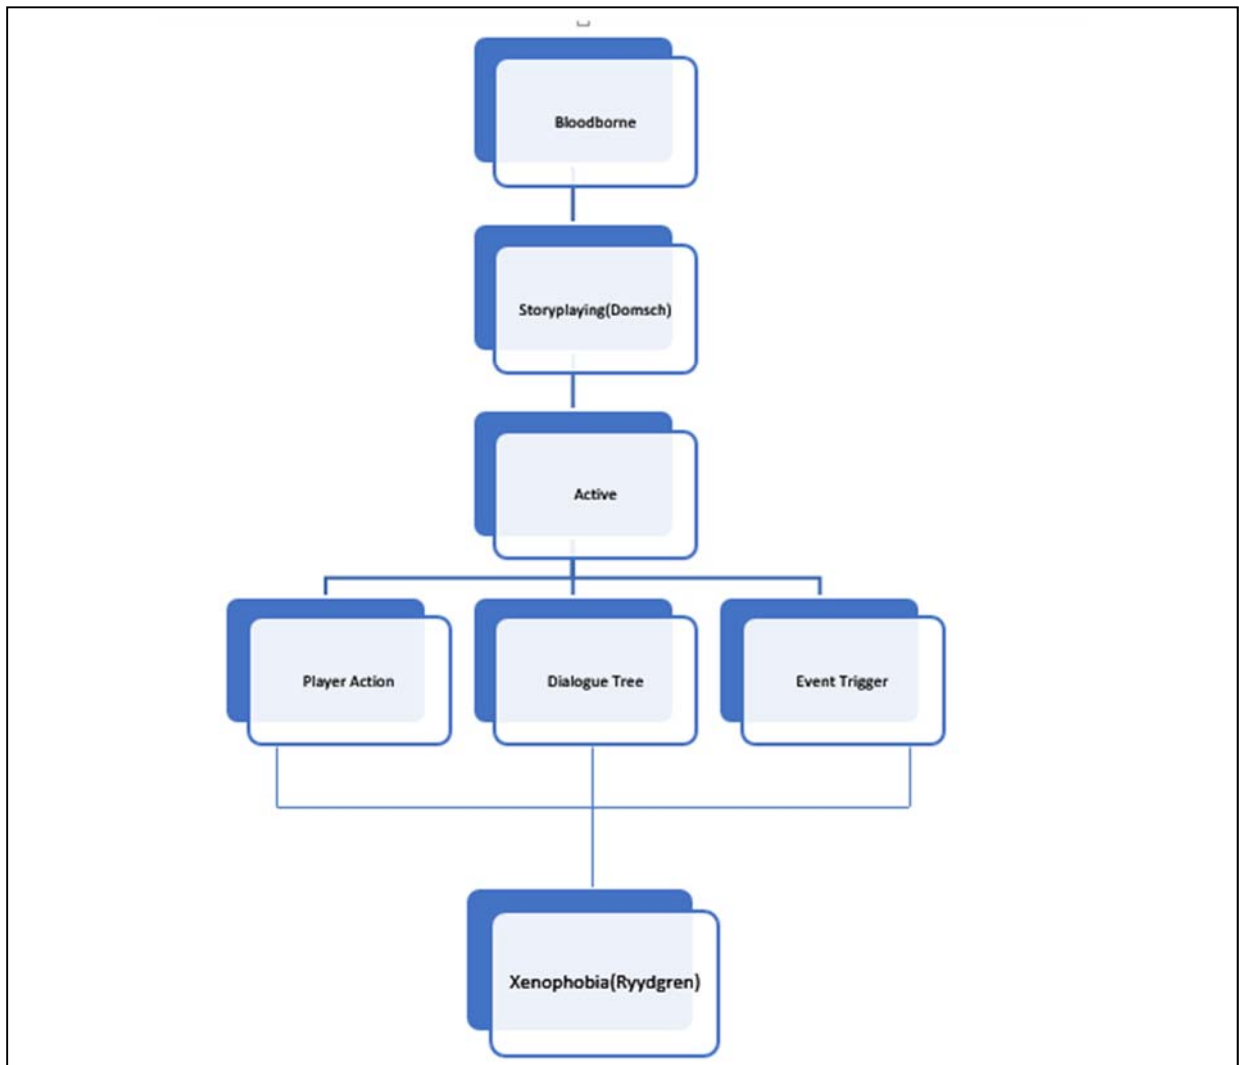 Bloodborne
Storyplaying(Domsch)
Active
Player Action
Dialogue Tree
Event Trigger
Xenophobia(Ryydgren)